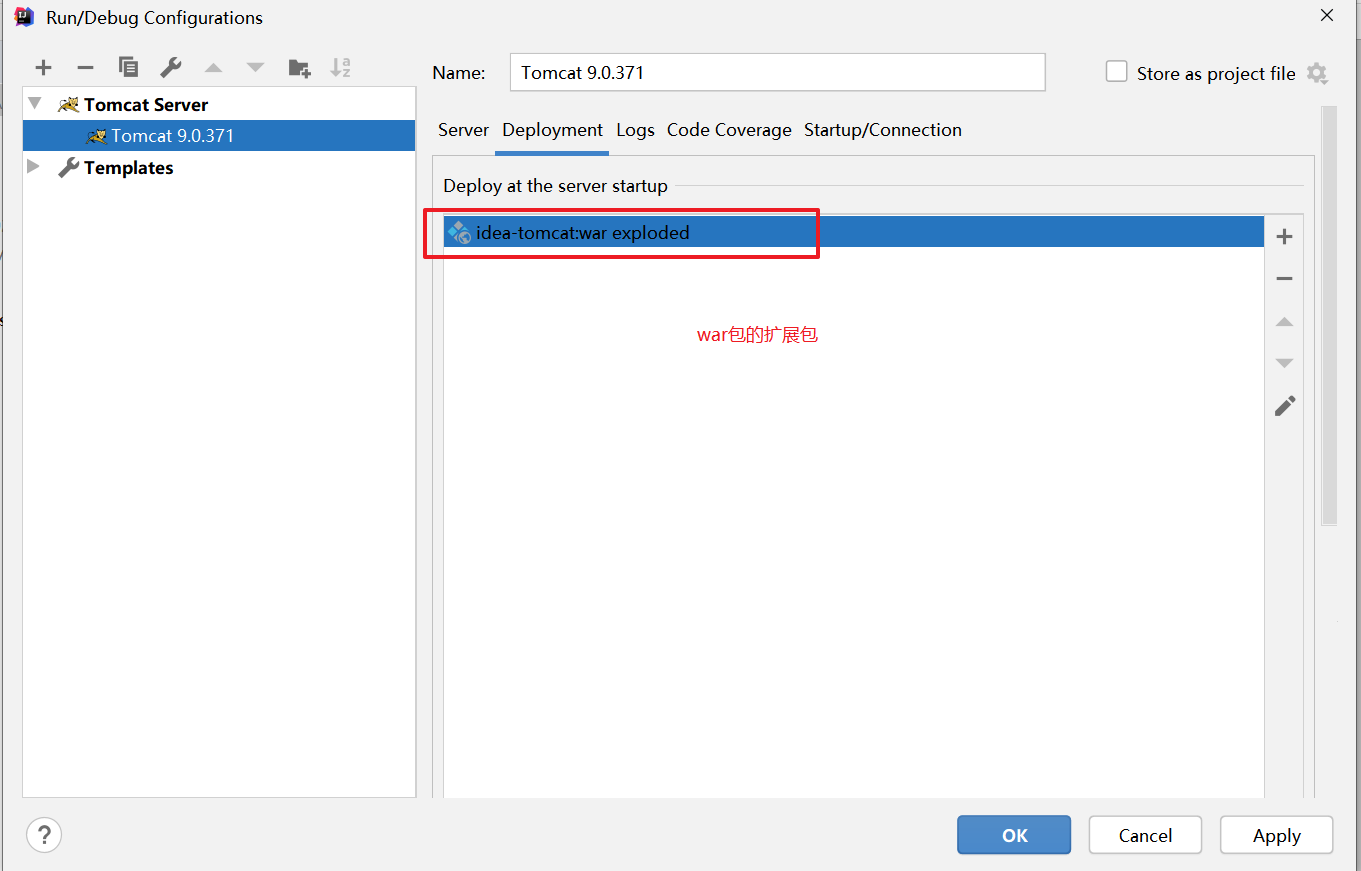 Run/Debug Configurations
Name:
Tomcat 9.0.371
Store as project file
Tomcat Server
Tomcat 9.0.371
Templates
Server Deployment Logs Code Coverage Startup/Connection
Deploy at the server startup
idea-tomcat:war exploded
war包的扩展包
?
OK Cancel Apply